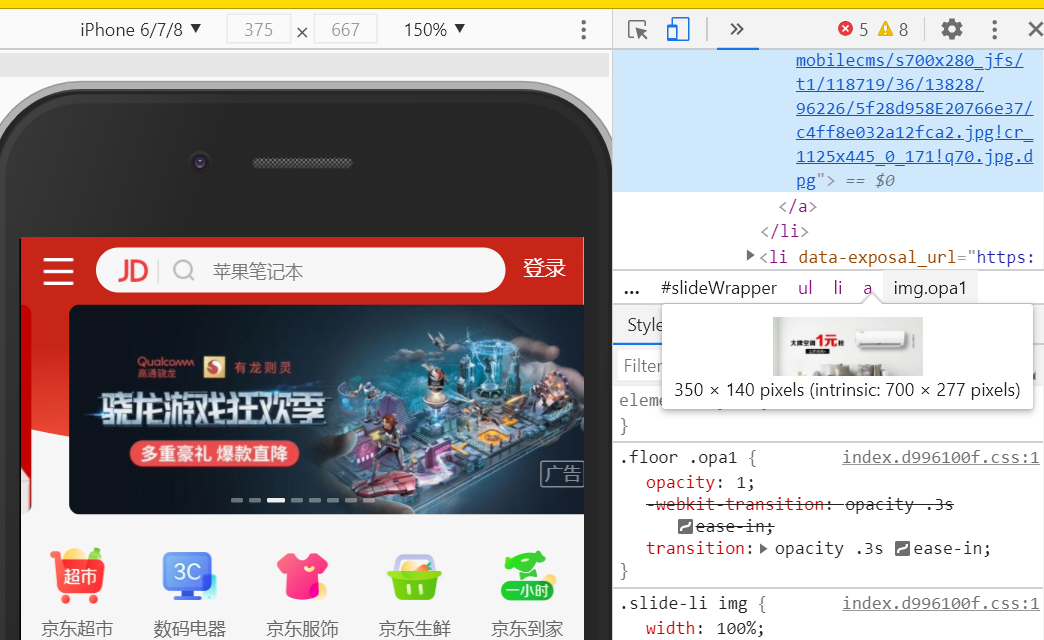 iPhone 6/7/8 ▼ 375 × 667 150% ▼
» 5 8
mobilecms/s700x280_jfs/
t1/118719/36/13828/
96226/5f28d958E20766e37/
c4ff8e032a12fca2.jpg!cr_
1125x445_0_171!q70.jpg.d
pg"> == $0
</a>
</li>
▶<li data-exposal_url="https:
... #slideWrapper ul li a img.opa1
Style
Filter
大牌空调1元抢
350 × 140 pixels (intrinsic: 700 × 277 pixels)
eleme
}
.floor .opa1 { index.d996100f.css:1
opacity: 1;
-webkit-transition: opacity .3s
ease-in;
transition:▶ opacity .3s ease-in;
}
.slide-li img { index.d996100f.css:1
width: 100%;
JD 苹果笔记本 登录
Qualcomm
高通骁龙 有龙则灵
骁龙游戏狂欢季
多重豪礼 爆款直降
广告
超市 3C 一小时
京东超市 数码电器 京东服饰 京东生鲜 京东到家